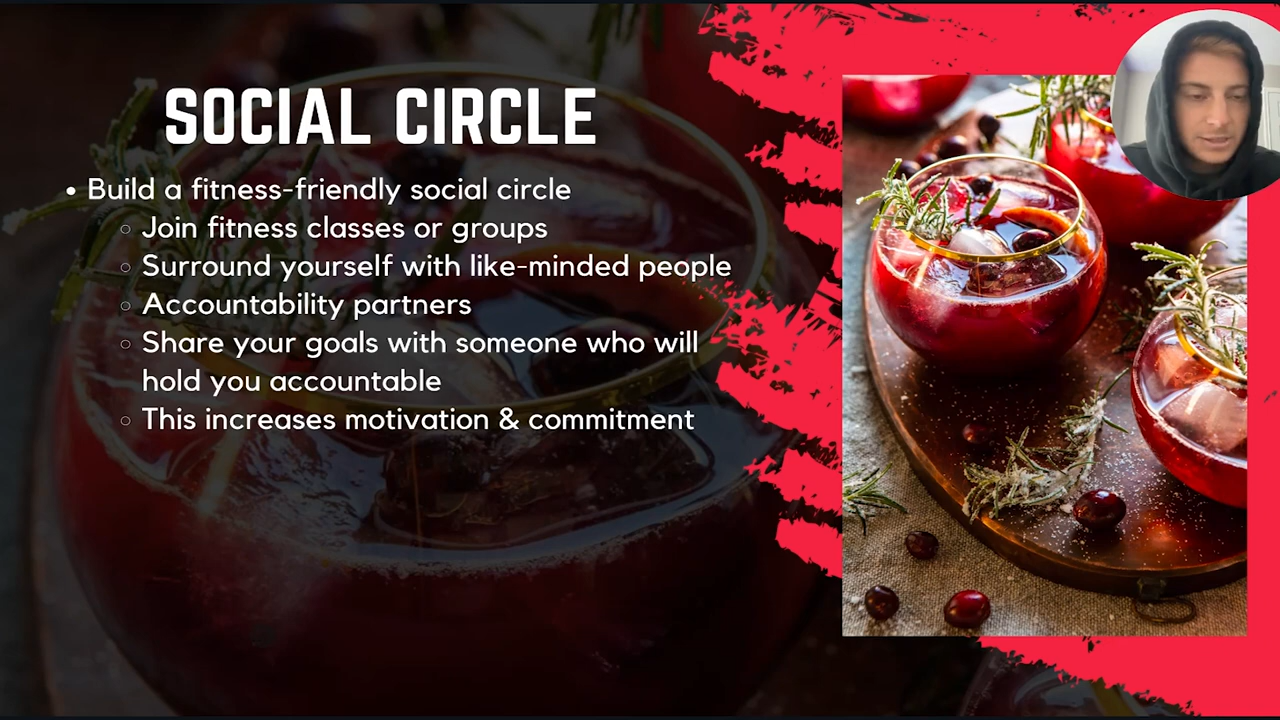 SOCIAL CIRCLE
• Build a fitness-friendly social circle
○ Join fitness classes or groups
○ Surround yourself with like-minded people
○ Accountability partners
○ Share your goals with someone who will
hold you accountable
○ This increases motivation & commitment